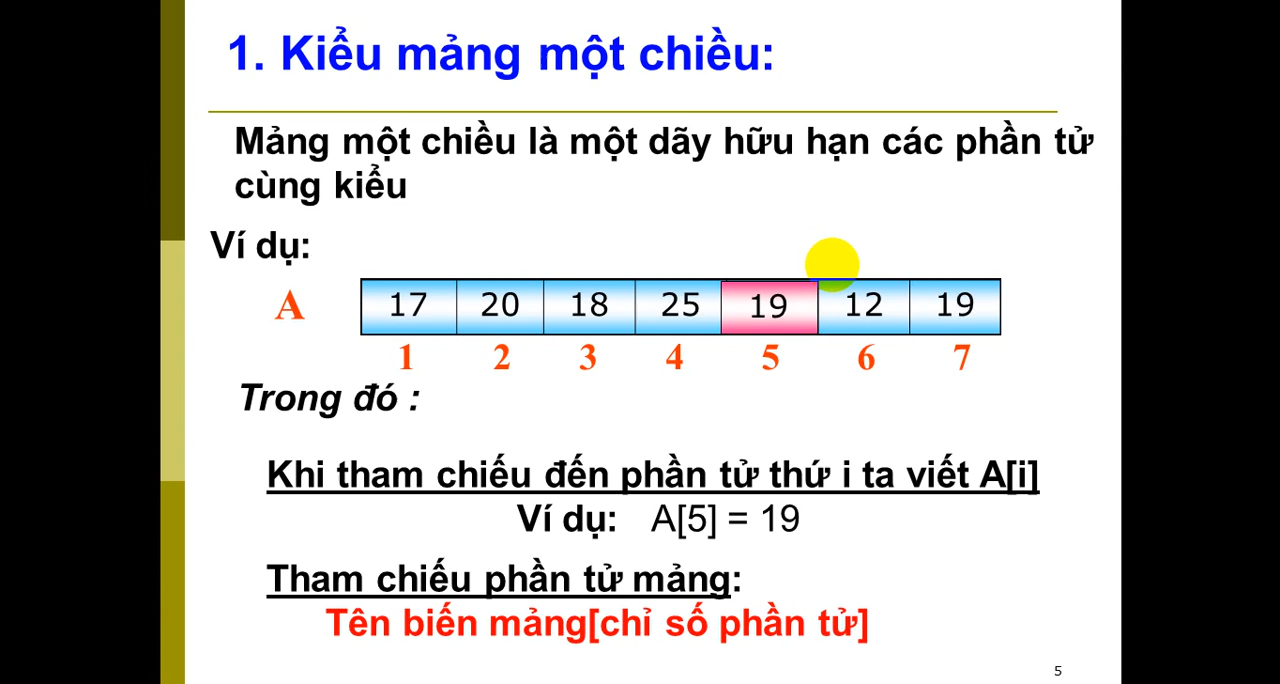 1. Kiểu mảng một chiều:
Mảng một chiều là một dãy hữu hạn các phần tử
cùng kiểu
Ví dụ:
A 17 20 18 25 19 12 19
1 2 3 4 5 6 7
Trong đó :
Khi tham chiếu đến phần tử thứ i ta viết A[i]
Ví dụ: A[5] = 19
Tham chiếu phần tử mảng:
Tên biến mảng[chỉ số phần tử]
5